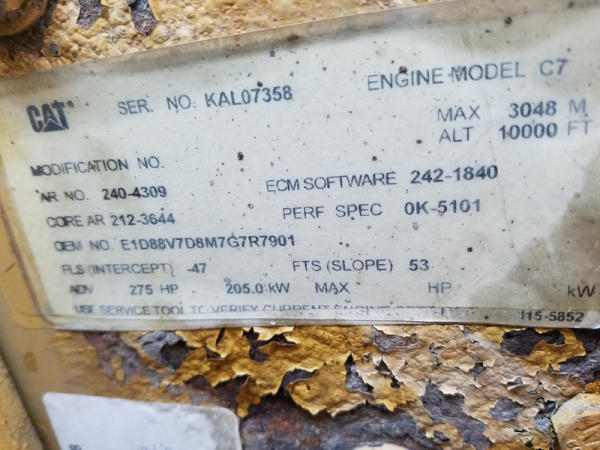 CAT SER. NO. KAL07358 ENGINE MODEL C7
MAX 3048 M
ALT 10000 FT
MODIFICATION NO.
AR NO. 240-4309 ECM SOFTWARE 242-1840
CORE AR 212-3644 PERF SPEC 0K-5101
OEM NO. E1D88V7D8M7G7R7901
FLS (INTERCEPT) -47 FTS (SLOPE) 53
ADV 275 HP 205.0 kW MAX HP kW
USE SERVICE TOOL TO VERIFY CURRENT ENGINE
115-5852